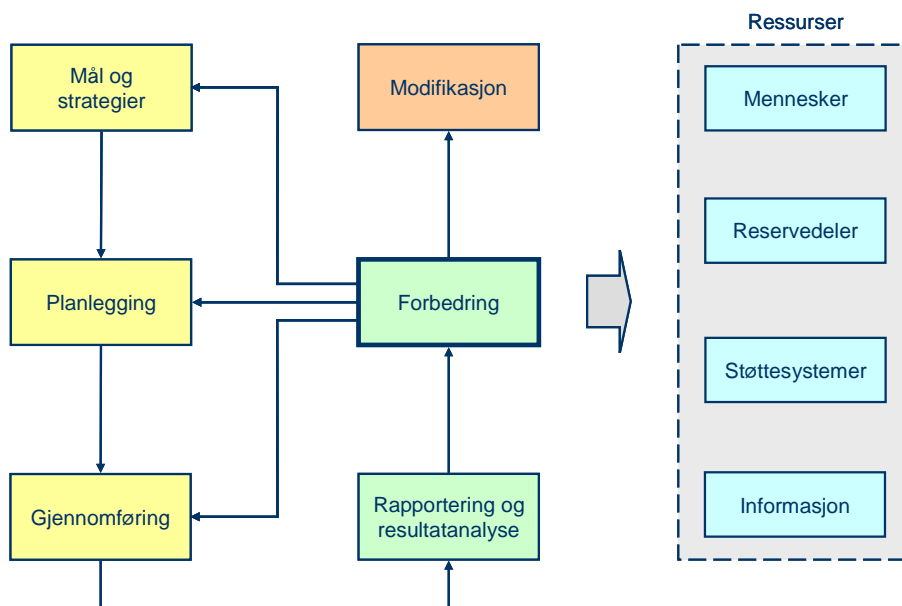 Ressurser
Mål og
strategier
Modifikasjon
Mennesker
Reservedeler
Planlegging
Forbedring
Støttesystemer
Gjennomføring
Rapportering og
resultatanalyse
Informasjon